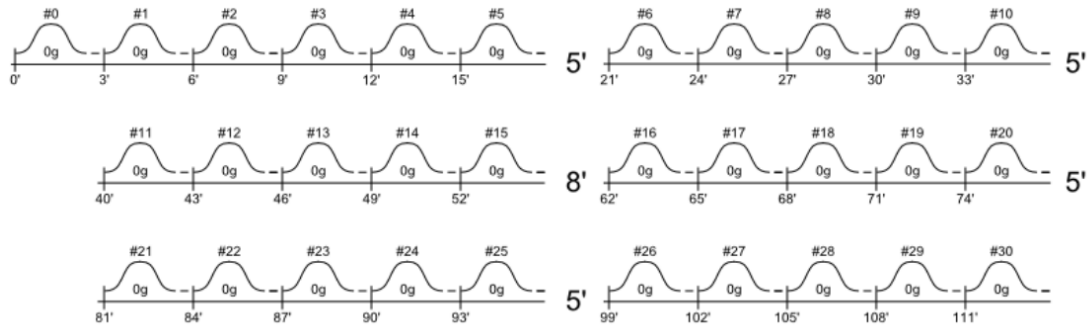 #0 #1 #2 #3 #4 #5 #6 #7 #8 #9 #10
0g 0g 0g 0g 0g 0g 5' 0g 0g 0g 0g 0g 5'
0' 3' 6' 9' 12' 15' 21' 24' 27' 30' 33'
#11 #12 #13 #14 #15 #16 #17 #18 #19 #20
0g 0g 0g 0g 0g 8' 0g 0g 0g 0g 0g 5'
40' 43' 46' 49' 52' 62' 65' 68' 71' 74'
#21 #22 #23 #24 #25 #26 #27 #28 #29 #30
0g 0g 0g 0g 0g 5' 0g 0g 0g 0g 0g
81' 84' 87' 90' 93' 99' 102' 105' 108' 111'